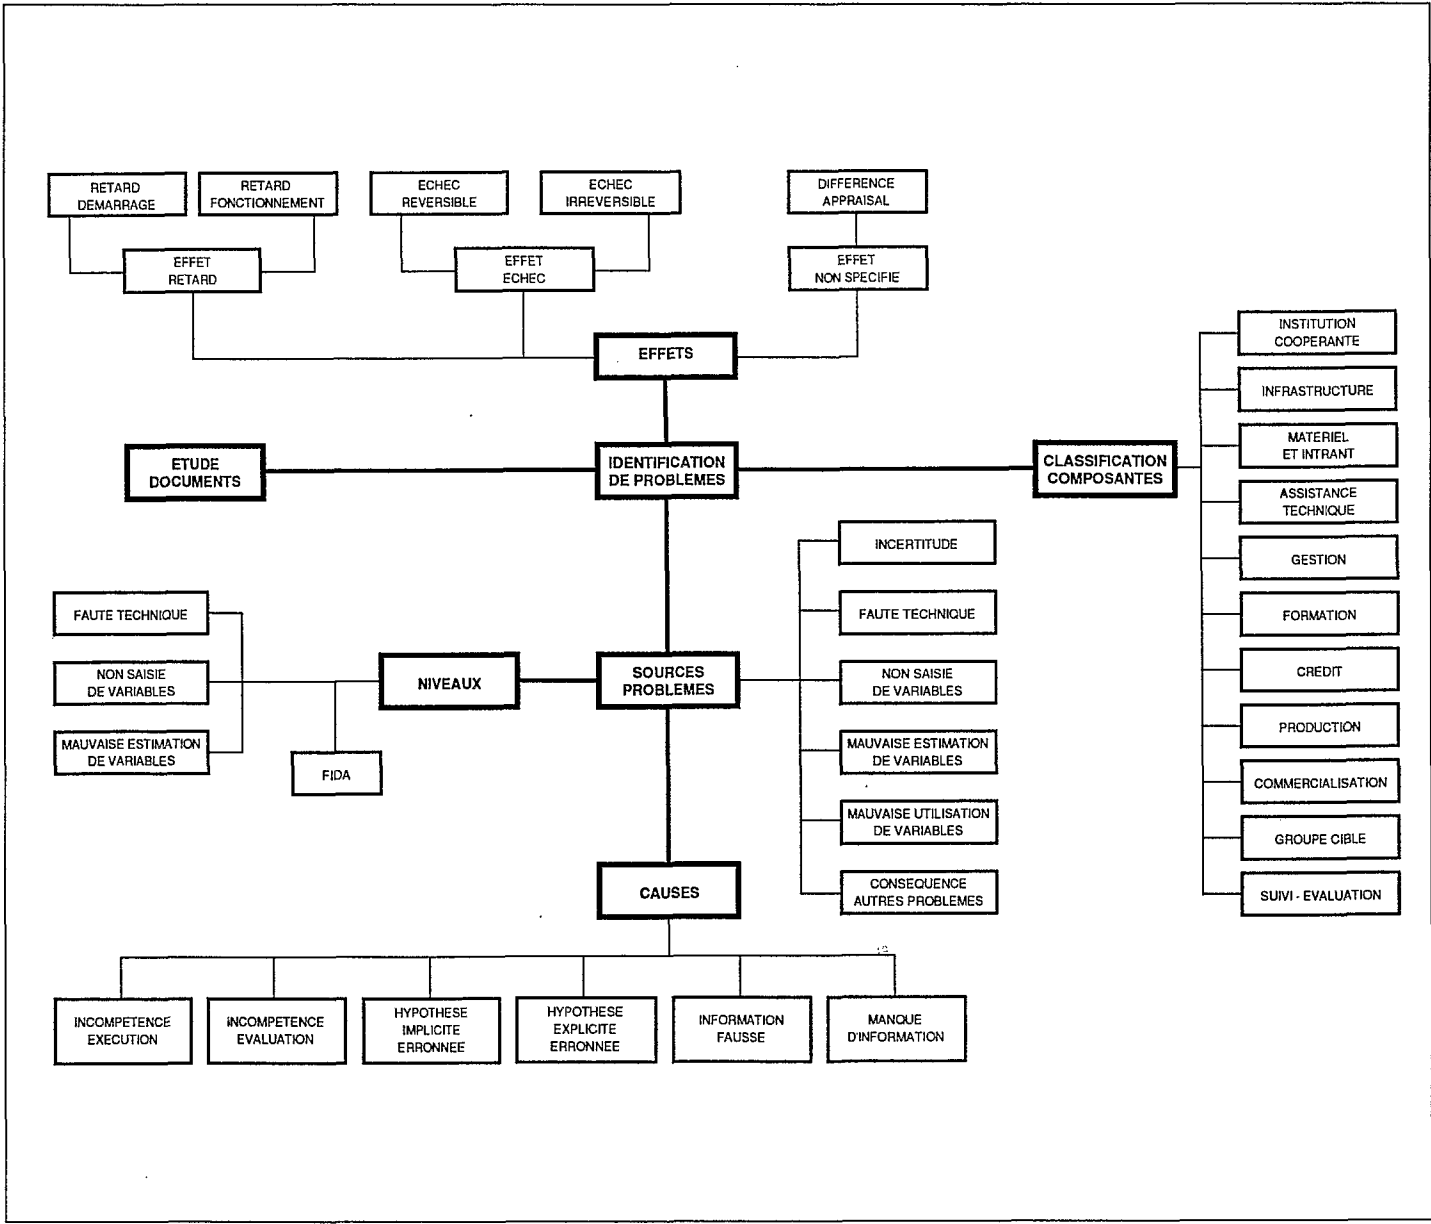 RETARD
DEMARRAGE
RETARD
FONCTIONNEMENT
ECHEC
REVERSIBLE
ECHEC
IRREVERSIBLE
DIFFERENCE
APPRAISAL
EFFET
RETARD
EFFET
ECHEC
EFFET
NON SPECIFIE
EFFETS
ETUDE
DOCUMENTS
IDENTIFICATION
DE PROBLEMES
CLASSIFICATION
COMPOSANTES
INSTITUTION
COOPERANTE
INFRASTRUCTURE
MATERIEL
ET INTRANT
ASSISTANCE
TECHNIQUE
GESTION
FORMATION
CREDIT
PRODUCTION
COMMERCIALISATION
GROUPE CIBLE
SUIVI - EVALUATION
FAUTE TECHNIQUE
NON SAISIE
DE VARIABLES
MAUVAISE ESTIMATION
DE VARIABLES
FIDA
NIVEAUX
SOURCES
PROBLEMES
INCERTITUDE
FAUTE TECHNIQUE
NON SAISIE
DE VARIABLES
MAUVAISE ESTIMATION
DE VARIABLES
MAUVAISE UTILISATION
DE VARIABLES
CONSEQUENCE
AUTRES PROBLEMES
CAUSES
INCOMPETENCE
EXECUTION
INCOMPETENCE
EVALUATION
HYPOTHESE
IMPLICITE
ERRONNEE
HYPOTHESE
EXPLICITE
ERRONNEE
INFORMATION
FAUSSE
MANQUE
D'INFORMATION